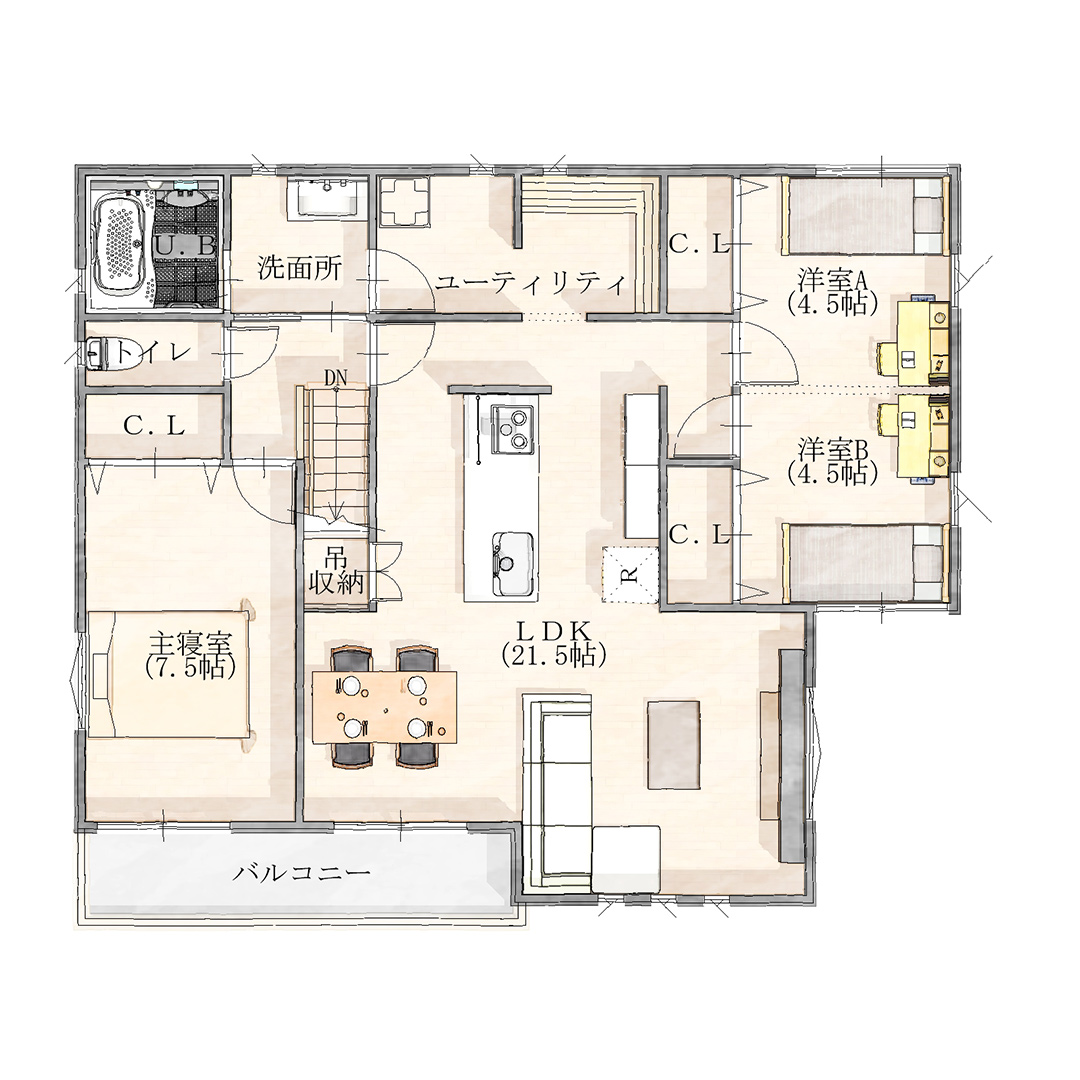 U.B
洗面所
ユーティリティ
C.L
洋室A
(4.5帖)
トイレ
DN
C.L
洋室B
(4.5帖)
C.L
吊
収納
R
主寝室
(7.5帖)
LDK
(21.5帖)
バルコニー